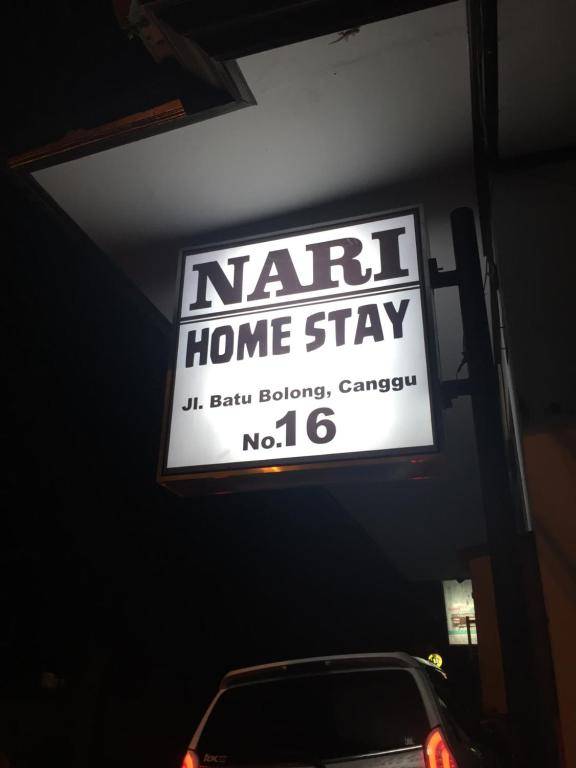 NARI
HOME STAY
Jl. Batu Bolong, Canggu
No.16